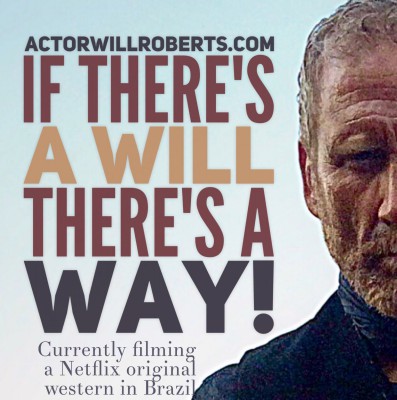 ACTORWILLROBERTS.COM
IF THERE'S
A WILL
THERE'S A
WAY!
Currently filming
a Netflix original
western in Brazil